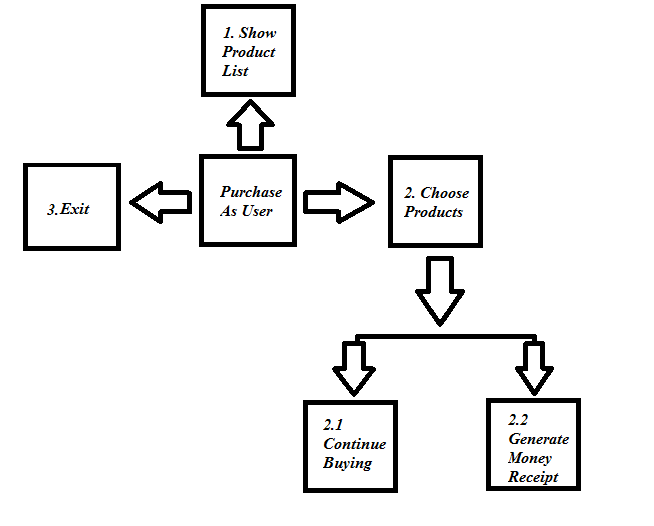 1. Show
Product
List
3.Exit
Purchase
As User
2. Choose
Products
2.1
Continue
Buying
2.2
Generate
Money
Receipt